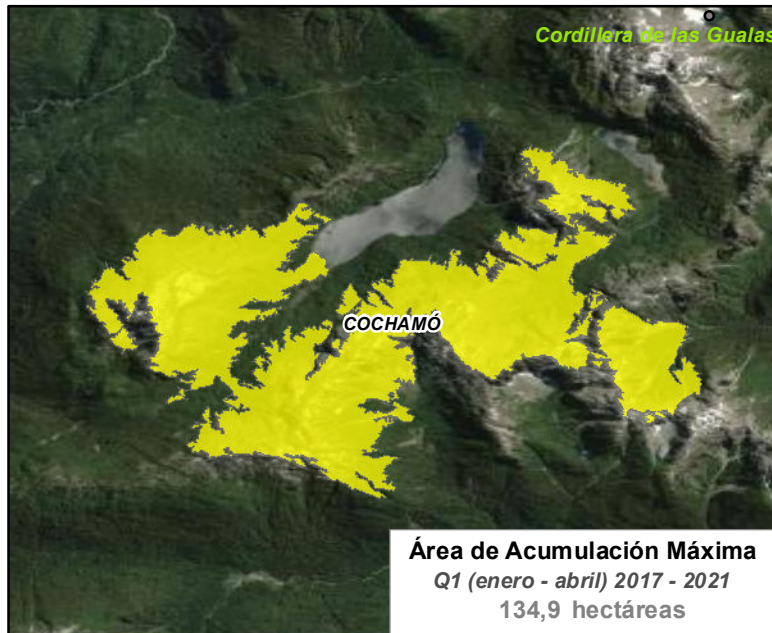 Cordillera de las Gualas
COCHAMÓ
Área de Acumulación Máxima
Q1 (enero - abril) 2017 - 2021
134,9 hectáreas